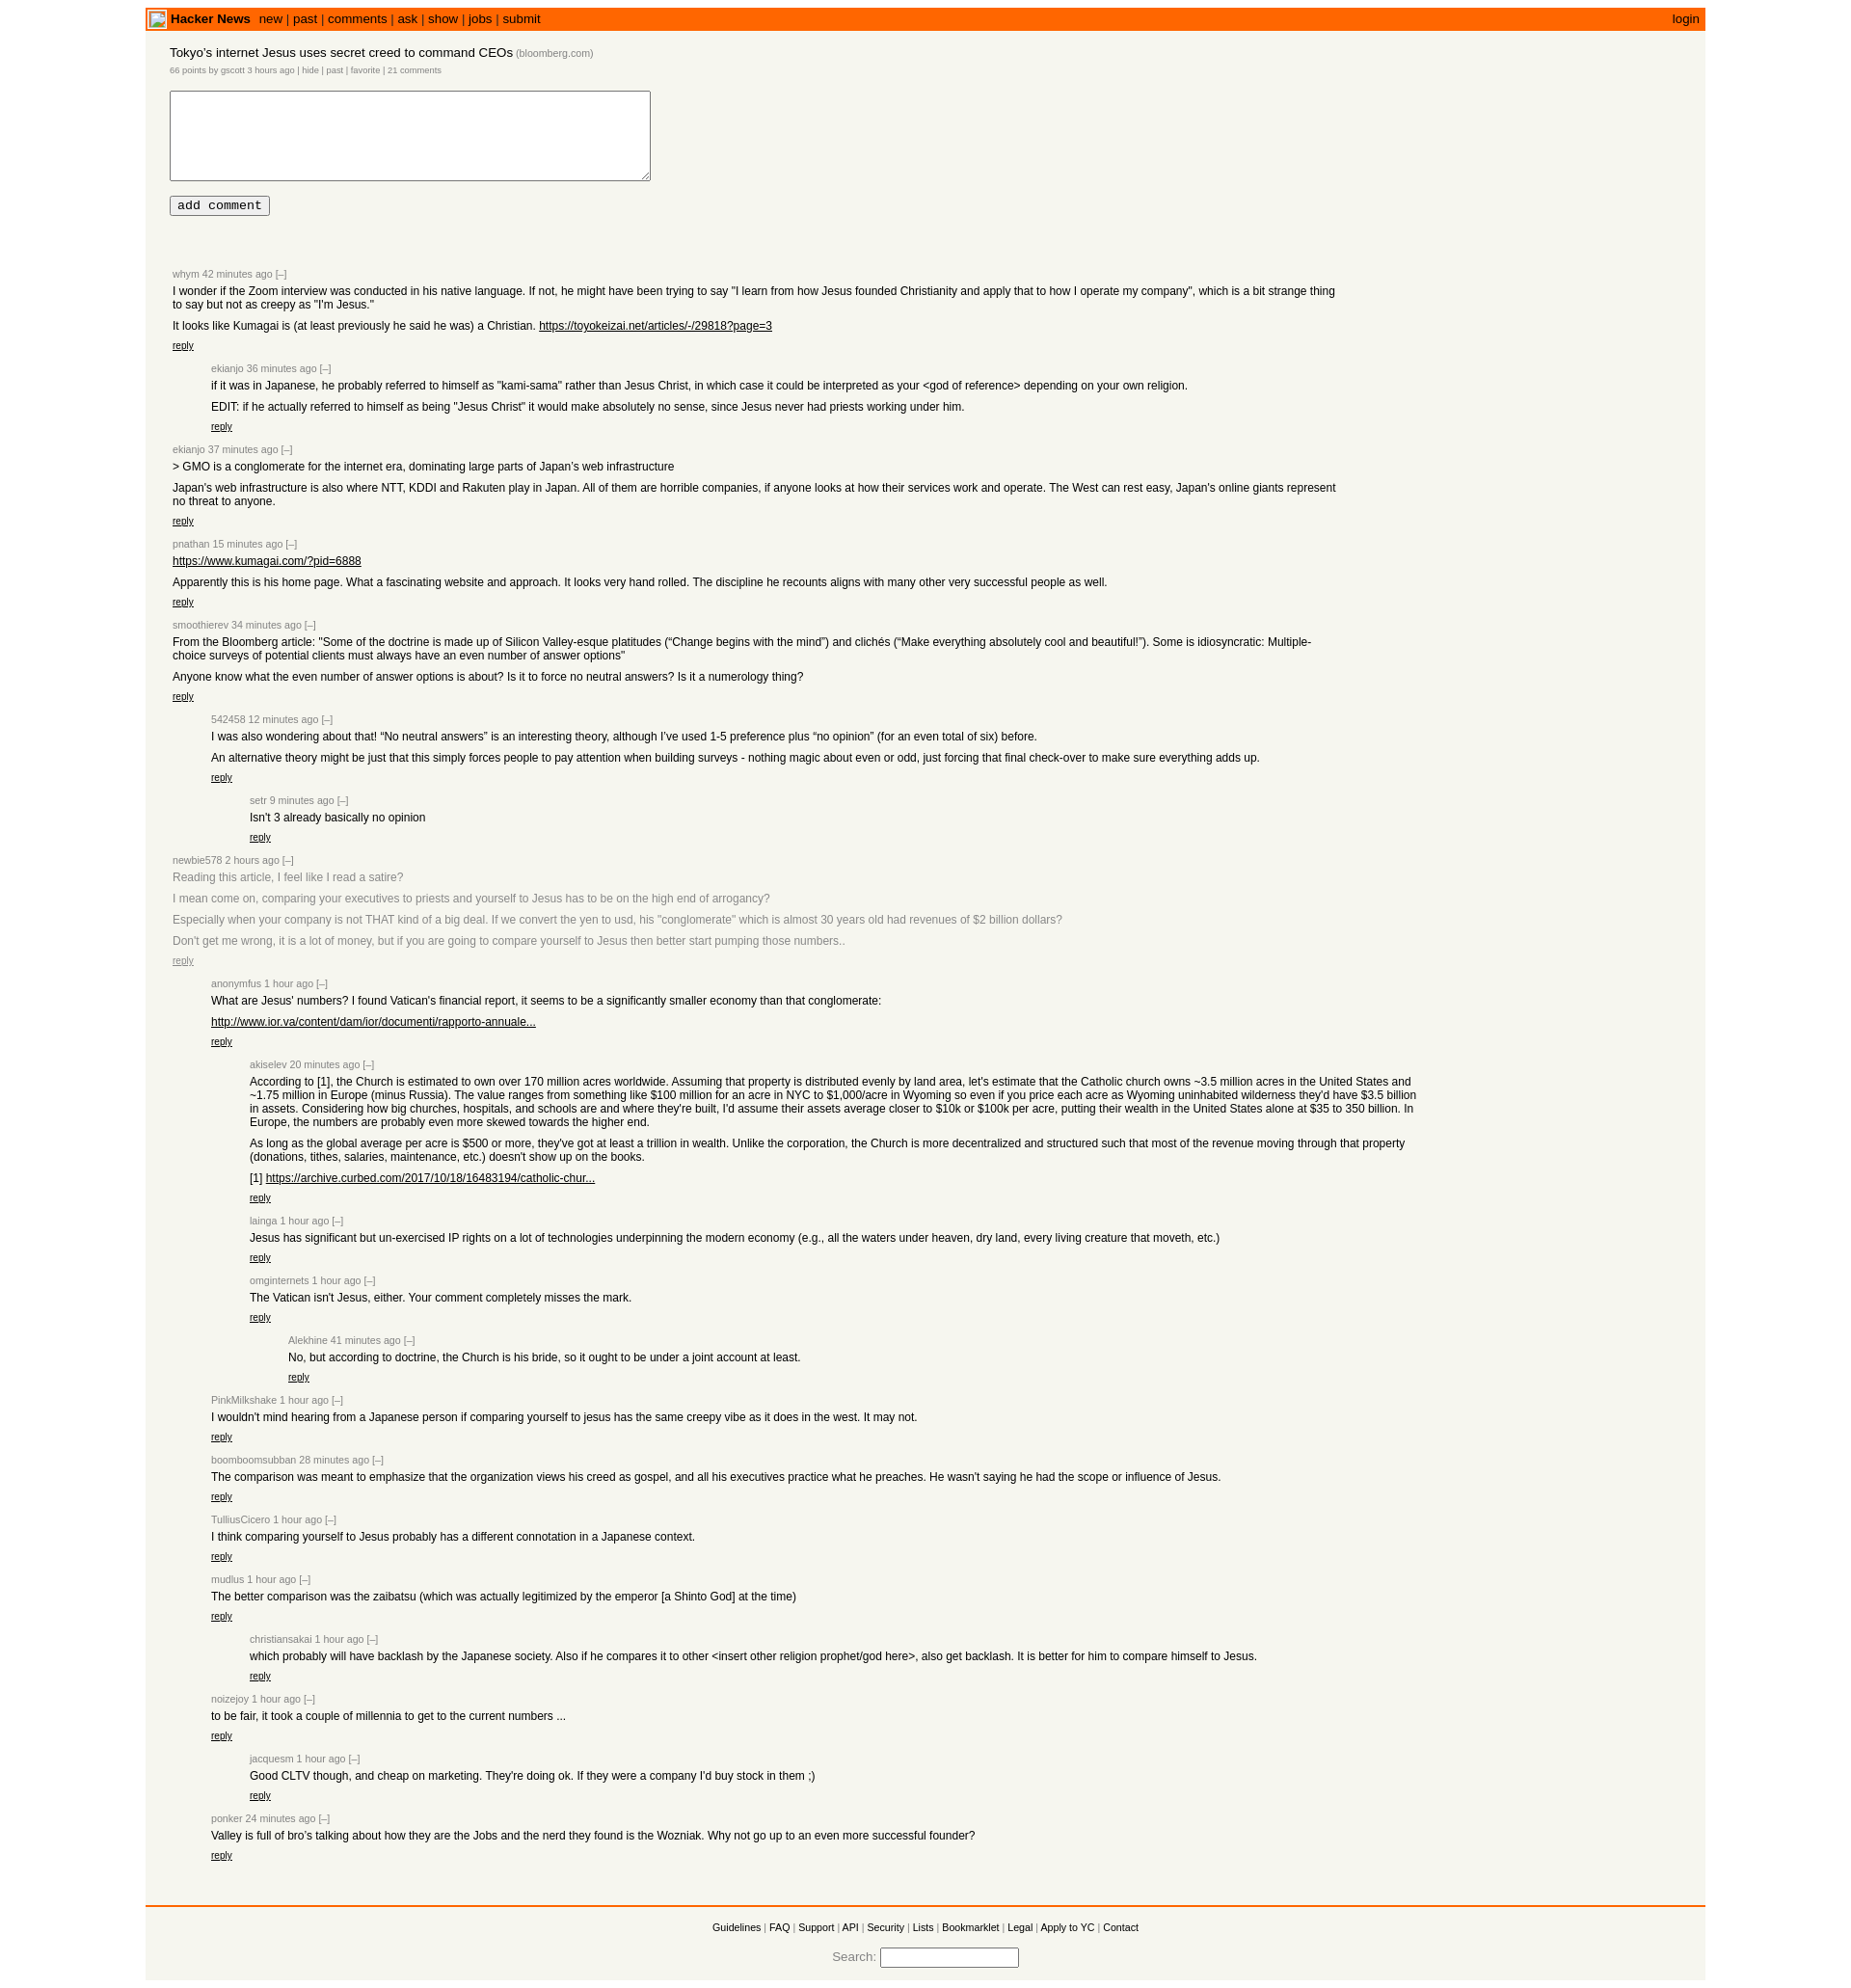 Hacker News new | past | comments | ask | show | jobs | submit login
Tokyo's internet Jesus uses secret creed to command CEOs (bloomberg.com)
66 points by gscott 3 hours ago | hide | past | favorite | 21 comments
add comment
whym 42 minutes ago [–]
I wonder if the Zoom interview was conducted in his native language. If not, he might have been trying to say "I learn from how Jesus founded Christianity and apply that to how I operate my company", which is a bit strange thing
to say but not as creepy as "I'm Jesus."
It looks like Kumagai is (at least previously he said he was) a Christian. https://toyokeizai.net/articles/-/29818?page=3
reply
ekianjo 36 minutes ago [–]
if it was in Japanese, he probably referred to himself as "kami-sama" rather than Jesus Christ, in which case it could be interpreted as your <god of reference> depending on your own religion.
EDIT: if he actually referred to himself as being "Jesus Christ" it would make absolutely no sense, since Jesus never had priests working under him.
reply
ekianjo 37 minutes ago [–]
> GMO is a conglomerate for the internet era, dominating large parts of Japan's web infrastructure
Japan's web infrastructure is also where NTT, KDDI and Rakuten play in Japan. All of them are horrible companies, if anyone looks at how their services work and operate. The West can rest easy, Japan's online giants represent
no threat to anyone.
reply
pnathan 15 minutes ago [–]
https://www.kumagai.com/?pid=6888
Apparently this is his home page. What a fascinating website and approach. It looks very hand rolled. The discipline he recounts aligns with many other very successful people as well.
reply
smoothierev 34 minutes ago [–]
From the Bloomberg article: "Some of the doctrine is made up of Silicon Valley-esque platitudes (“Change begins with the mind”) and clichés (“Make everything absolutely cool and beautiful!”). Some is idiosyncratic: Multiple-
choice surveys of potential clients must always have an even number of answer options"
Anyone know what the even number of answer options is about? Is it to force no neutral answers? Is it a numerology thing?
reply
542458 12 minutes ago [–]
I was also wondering about that! “No neutral answers” is an interesting theory, although I’ve used 1-5 preference plus “no opinion” (for an even total of six) before.
An alternative theory might be just that this simply forces people to pay attention when building surveys - nothing magic about even or odd, just forcing that final check-over to make sure everything adds up.
reply
setr 9 minutes ago [–]
Isn't 3 already basically no opinion
reply
newbie578 2 hours ago [–]
Reading this article, I feel like I read a satire?
I mean come on, comparing your executives to priests and yourself to Jesus has to be on the high end of arrogancy?
Especially when your company is not THAT kind of a big deal. If we convert the yen to usd, his "conglomerate" which is almost 30 years old had revenues of $2 billion dollars?
Don't get me wrong, it is a lot of money, but if you are going to compare yourself to Jesus then better start pumping those numbers..
reply
anonymfus 1 hour ago [–]
What are Jesus' numbers? I found Vatican's financial report, it seems to be a significantly smaller economy than that conglomerate:
http://www.ior.va/content/dam/ior/documenti/rapporto-annuale...
reply
akiselev 20 minutes ago [–]
According to [1], the Church is estimated to own over 170 million acres worldwide. Assuming that property is distributed evenly by land area, let's estimate that the Catholic church owns ~3.5 million acres in the United States and
~1.75 million in Europe (minus Russia). The value ranges from something like $100 million for an acre in NYC to $1,000/acre in Wyoming so even if you price each acre as Wyoming uninhabited wilderness they'd have $3.5 billion
in assets. Considering how big churches, hospitals, and schools are and where they're built, I'd assume their assets average closer to $10k or $100k per acre, putting their wealth in the United States alone at $35 to 350 billion. In
Europe, the numbers are probably even more skewed towards the higher end.
As long as the global average per acre is $500 or more, they've got at least a trillion in wealth. Unlike the corporation, the Church is more decentralized and structured such that most of the revenue moving through that property
(donations, tithes, salaries, maintenance, etc.) doesn't show up on the books.
[1] https://archive.curbed.com/2017/10/18/16483194/catholic-chur...
reply
lainga 1 hour ago [–]
Jesus has significant but un-exercised IP rights on a lot of technologies underpinning the modern economy (e.g., all the waters under heaven, dry land, every living creature that moveth, etc.)
reply
omginternets 1 hour ago [–]
The Vatican isn't Jesus, either. Your comment completely misses the mark.
reply
Alekhine 41 minutes ago [–]
No, but according to doctrine, the Church is his bride, so it ought to be under a joint account at least.
reply
PinkMilkshake 1 hour ago [–]
I wouldn't mind hearing from a Japanese person if comparing yourself to jesus has the same creepy vibe as it does in the west. It may not.
reply
boomboomsubban 28 minutes ago [–]
The comparison was meant to emphasize that the organization views his creed as gospel, and all his executives practice what he preaches. He wasn't saying he had the scope or influence of Jesus.
reply
TulliusCicero 1 hour ago [–]
I think comparing yourself to Jesus probably has a different connotation in a Japanese context.
reply
mudlus 1 hour ago [–]
The better comparison was the zaibatsu (which was actually legitimized by the emperor [a Shinto God] at the time)
reply
christiansakai 1 hour ago [–]
which probably will have backlash by the Japanese society. Also if he compares it to other <insert other religion prophet/god here>, also get backlash. It is better for him to compare himself to Jesus.
reply
noizejoy 1 hour ago [–]
to be fair, it took a couple of millennia to get to the current numbers ...
reply
jacquesm 1 hour ago [–]
Good CLTV though, and cheap on marketing. They're doing ok. If they were a company I'd buy stock in them ;)
reply
ponker 24 minutes ago [–]
Valley is full of bro's talking about how they are the Jobs and the nerd they found is the Wozniak. Why not go up to an even more successful founder?
reply
Guidelines | FAQ | Support | API | Security | Lists | Bookmarklet | Legal | Apply to YC | Contact
Search: